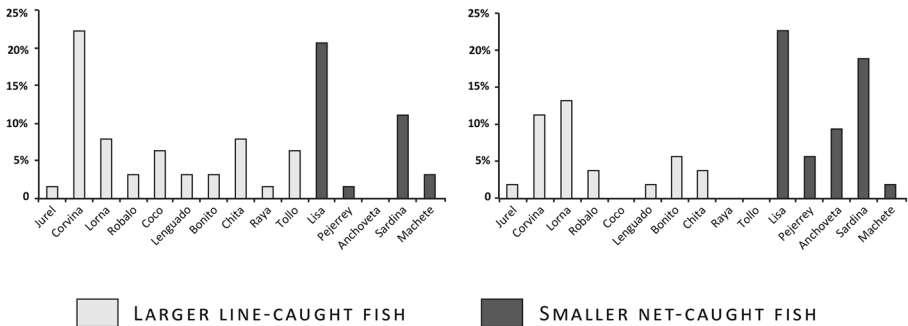 25%
20%
15%
10%
5%
0
Jurel
Corvina
Lorna
Robalo
Coco
Lenguado
Bonito
Chita
Raya
Tollo
Lisa
Pejerrey
Anchoveta
Sardina
Machete
25%
20%
15%
10%
5%
0
Jurel
Corvina
Lorna
Robalo
Coco
Lenguado
Bonito
Chita
Raya
Tollo
Lisa
Pejerrey
Anchoveta
Sardina
Machete
LARGER LINE-CAUGHT FISH
SMALLER NET-CAUGHT FISH